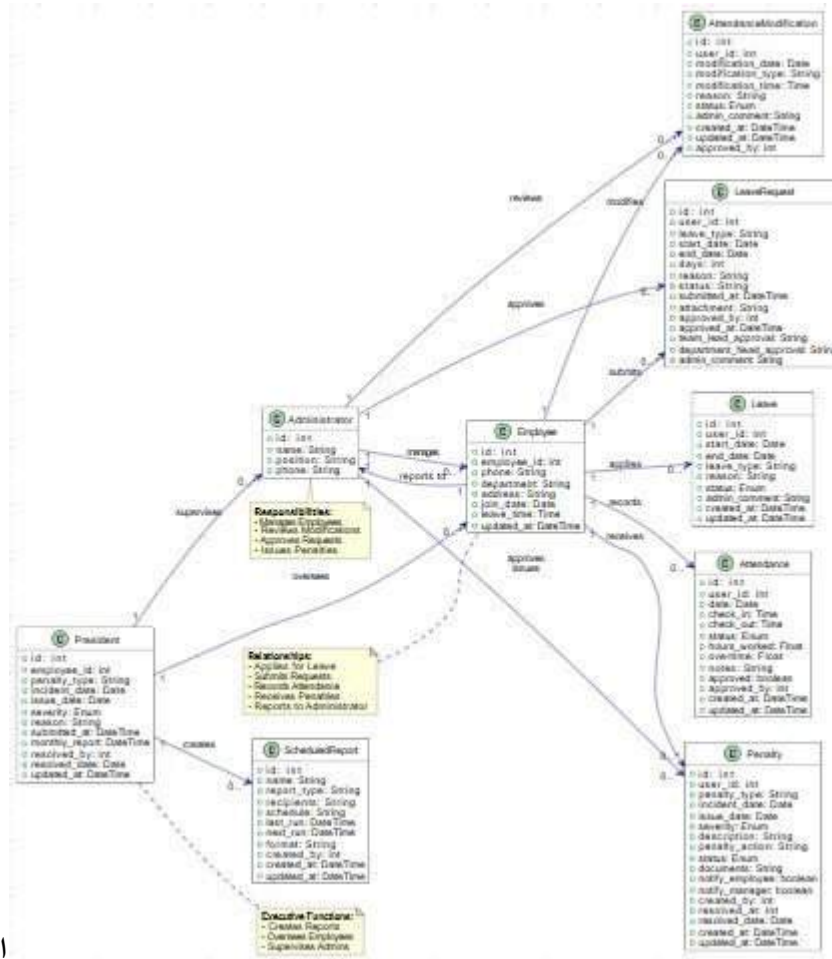 AttendanceModification
id: int
user_id: int
modification_date: Date
modification_type: String
modification_time: Time
reason: String
status: Enum
admin_comment: String
created_at: DateTime
updated_at: DateTime
approved_by: int
LeaveRequest
id: int
user_id: int
leave_type: String
start_date: Date
end_date: Date
days: int
reason: String
status: String
submitted_at: DateTime
attachment: String
approved_by: int
approved_at: DateTime
team_lead_approval: String
department_head_approval: Strin
admin_comment: String
reviews
modifies
approves
submits
Administrator
id: int
name: String
position: String
phone: String
manages
reports to
Employee
id: int
employee_id: int
phone: String
department: String
address: String
join_date: Date
leave_time: Time
updated_at: DateTime
Leave
id: int
user_id: int
start_date: Date
end_date: Date
leave_type: String
reason: String
status: Enum
admin_comment: String
created_at: DateTime
updated_at: DateTime
applies
records
receives
supervises
Responsibilities:
- Manages Employees
- Reviews Modifications
- Approves Requests
- Issues Penalties
oversees
approves
issues
Attendance
id: int
user_id: int
date: Date
check_in: Time
check_out: Time
status: Enum
hours_worked: Float
overtime: Float
notes: String
approved: boolean
approved_by: int
created_at: DateTime
updated_at: DateTime
President
id: int
employee_id: int
penalty_type: String
incident_date: Date
issue_date: Date
severity: Enum
reason: String
submitted_at: DateTime
monthly_report: DateTime
resolved_by: int
resolved_date: Date
updated_at: DateTime
Relationships:
- Applies for Leave
- Submits Requests
- Records Attendance
- Receives Penalties
- Reports to Administrator
creates
ScheduledReport
id: int
name: String
report_type: String
recipients: String
schedule: String
last_run: DateTime
next_run: DateTime
format: String
created_by: int
created_at: DateTime
updated_at: DateTime
Penalty
id: int
user_id: int
penalty_type: String
incident_date: Date
issue_date: Date
severity: Enum
description: String
penalty_action: String
status: Enum
documents: String
notify_employee: boolean
notify_manager: boolean
created_by: int
resolved_at: int
resolved_date: Date
created_at: DateTime
updated_at: DateTime
Executive Functions:
- Creates Reports
- Oversees Employees
- Supervises Admins